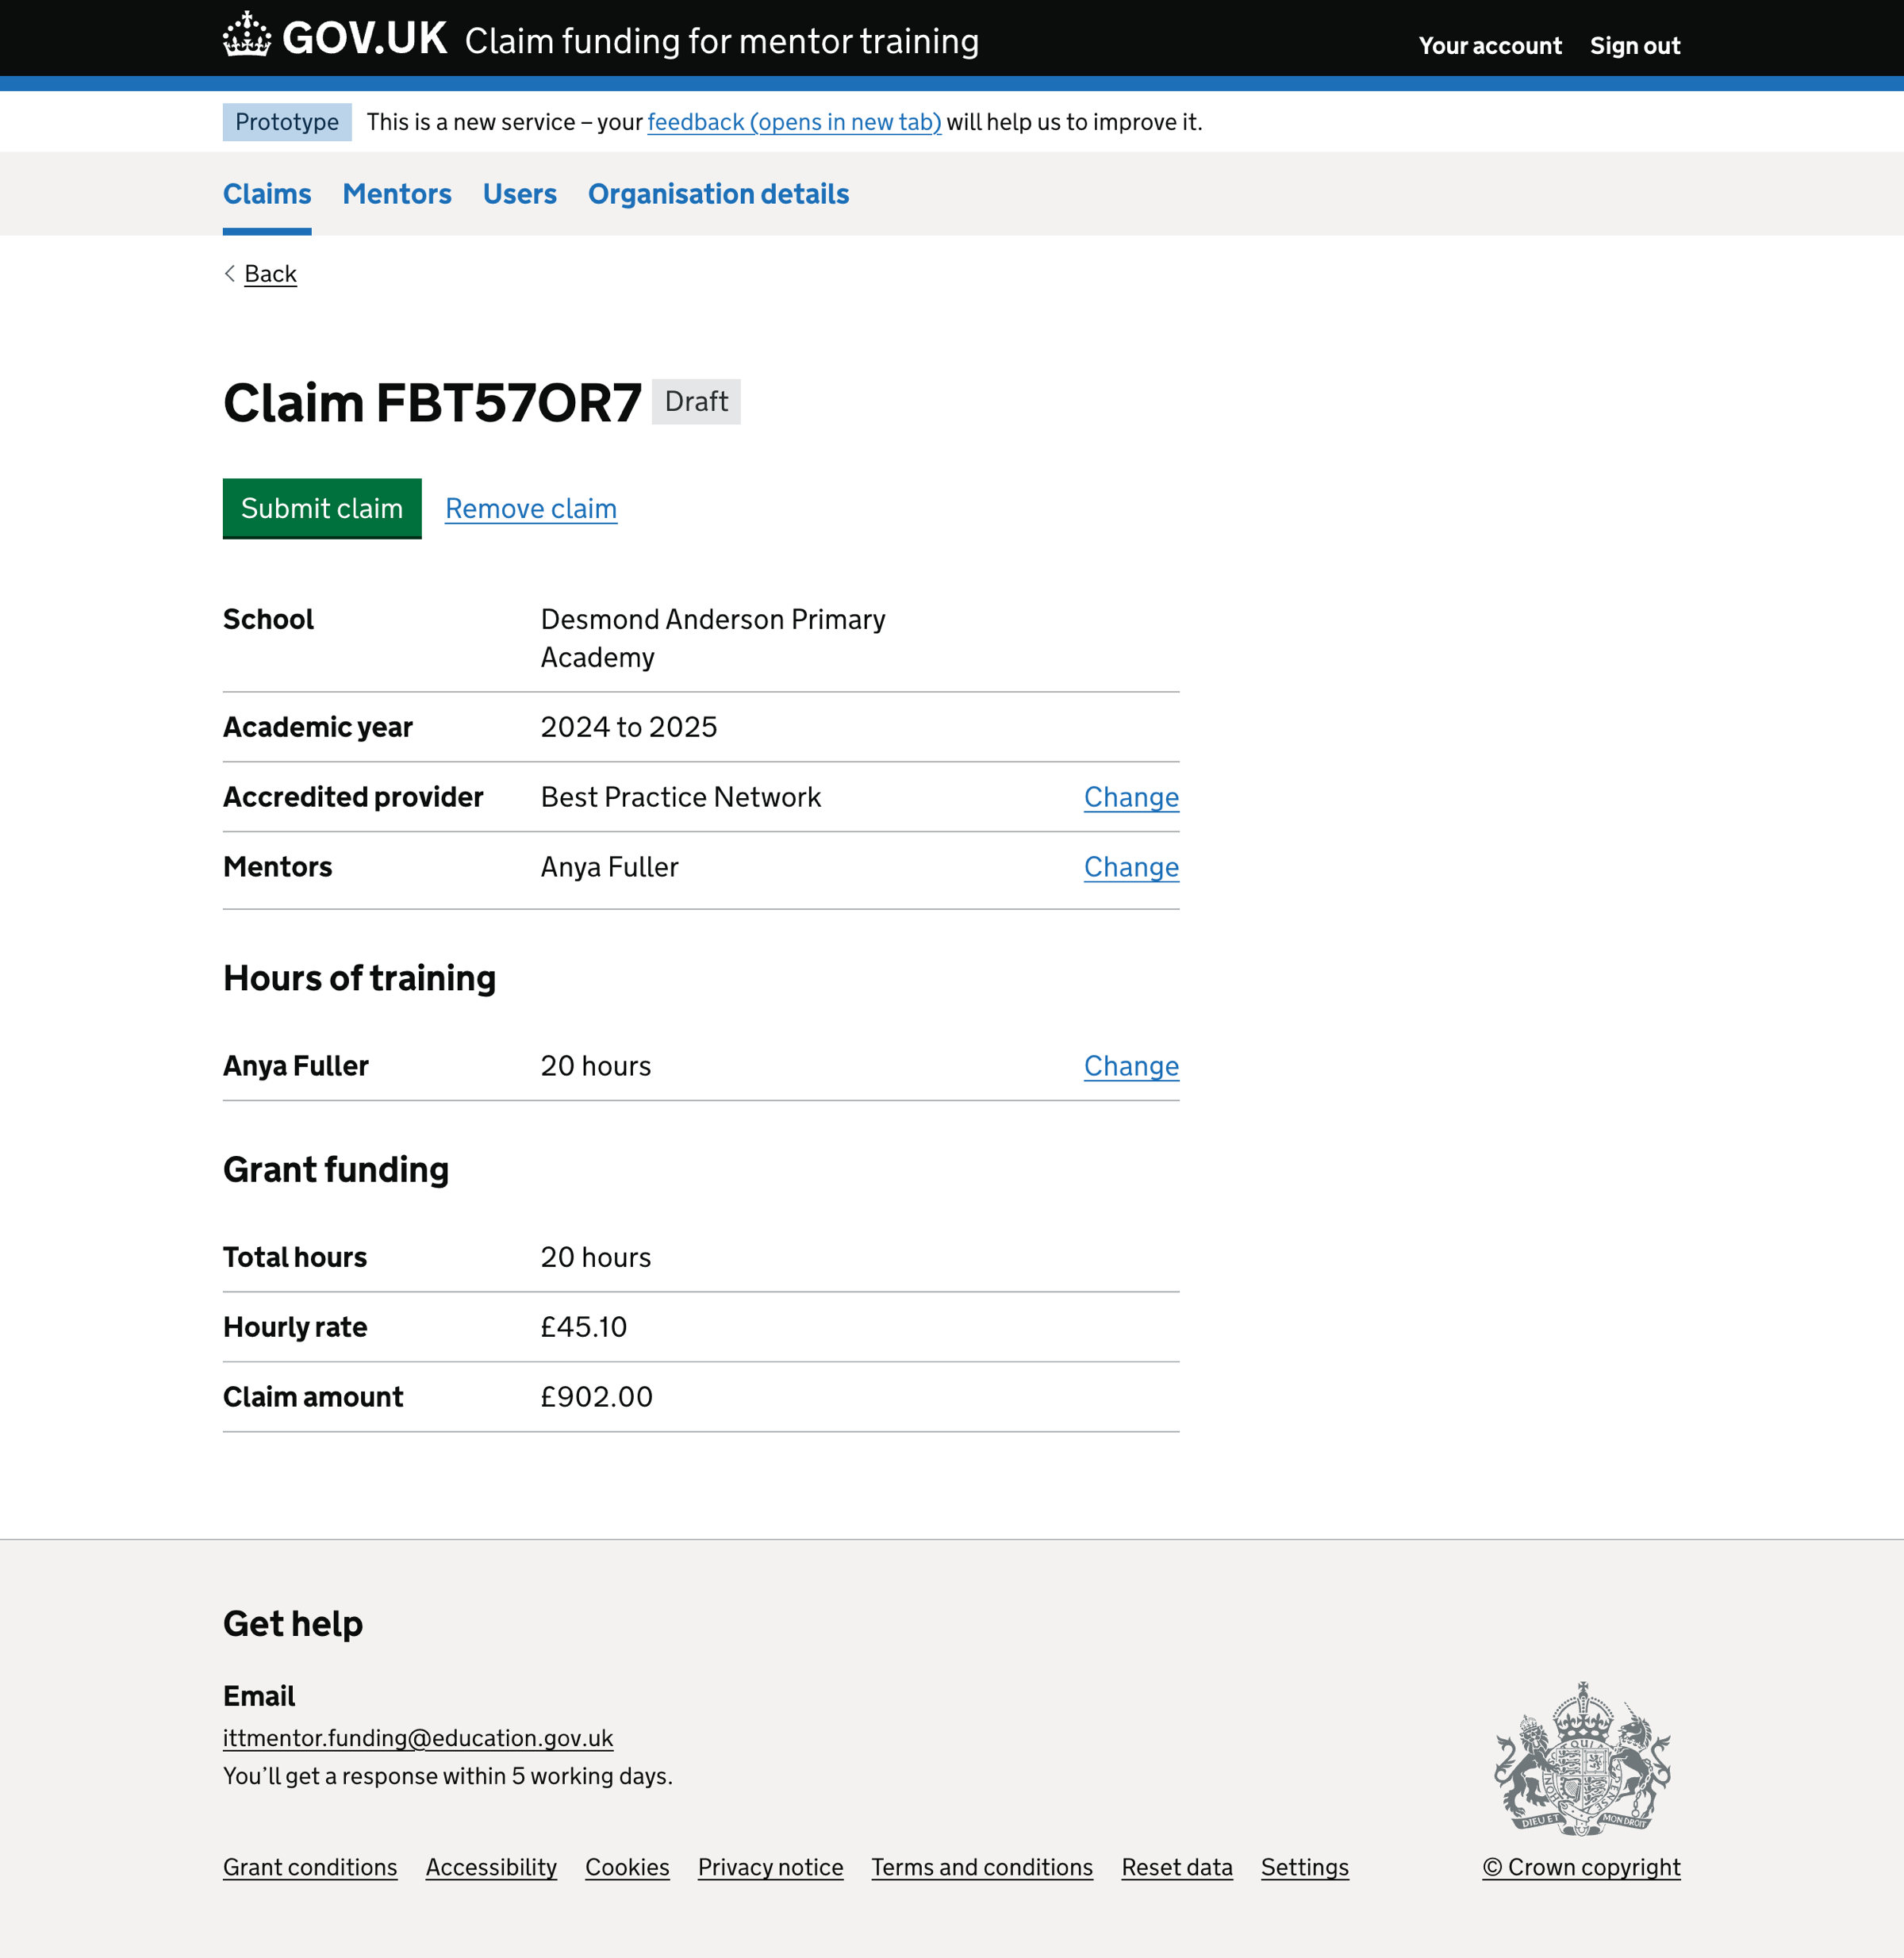 GOV.UK Claim funding for mentor training Your account Sign out
Prototype This is a new service – your feedback (opens in new tab) will help us to improve it.
Claims Mentors Users Organisation details
Back
Claim FBT57OR7 Draft
Submit claim Remove claim
School Desmond Anderson Primary
Academy
Academic year 2024 to 2025
Accredited provider Best Practice Network Change
Mentors Anya Fuller Change
Hours of training
Anya Fuller 20 hours Change
Grant funding
Total hours 20 hours
Hourly rate £45.10
Claim amount £902.00
Get help
Email
ittmentor.funding@education.gov.uk
You’ll get a response within 5 working days.
DIEU ET MON DROIT
Grant conditions Accessibility Cookies Privacy notice Terms and conditions Reset data Settings © Crown copyright